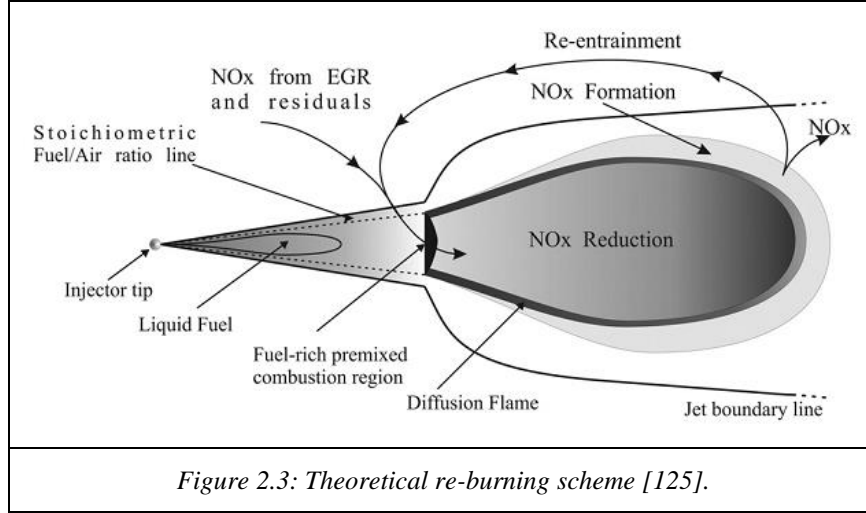 Re-entrainment
NOx from EGR
and residuals
NOx Formation
NOx
Stoichiometric
Fuel/Air ratio line
NOx Reduction
Injector tip
Liquid Fuel
Fuel-rich premixed
combustion region
Diffusion Flame
Jet boundary line
Figure 2.3: Theoretical re-burning scheme [125].